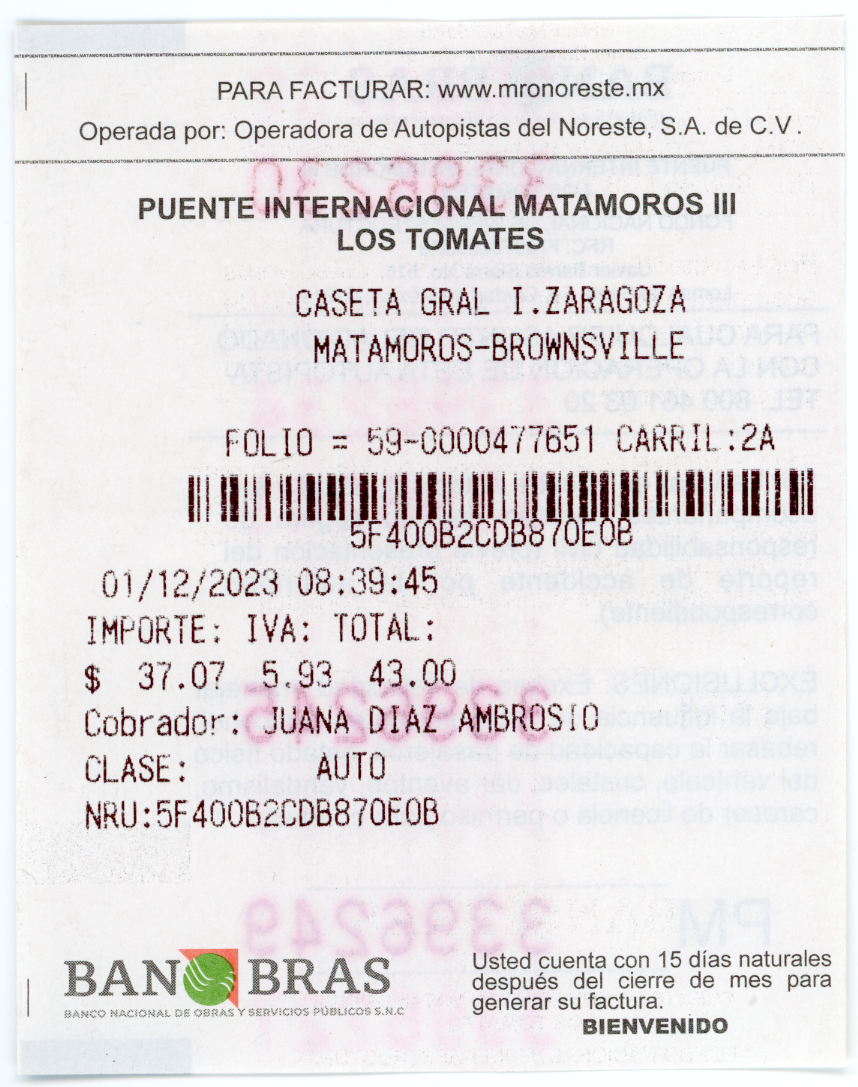 PARA FACTURAR: www.mronoreste.mx
Operada por: Operadora de Autopistas del Noreste, S.A. de C.V.
PUENTE INTERNACIONAL MATAMOROS III
LOS TOMATES
CASETA GRAL I.ZARAGOZA
MATAMOROS-BROWNSVILLE
FOLIO = 59-0000477651 CARRIL:2A
5F400B2CDB870E0B
01/12/2023 08:39:45
IMPORTE: IVA: TOTAL:
$ 37.07 5.93 43.00
Cobrador: JUANA DIAZ AMBROSIO
CLASE: AUTO
NRU:5F400B2CDB870E0B
BANOBRAS
BANCO NACIONAL DE OBRAS Y SERVICIOS PÚBLICOS S.N.C
Usted cuenta con 15 días naturales
después del cierre de mes para
generar su factura.
BIENVENIDO